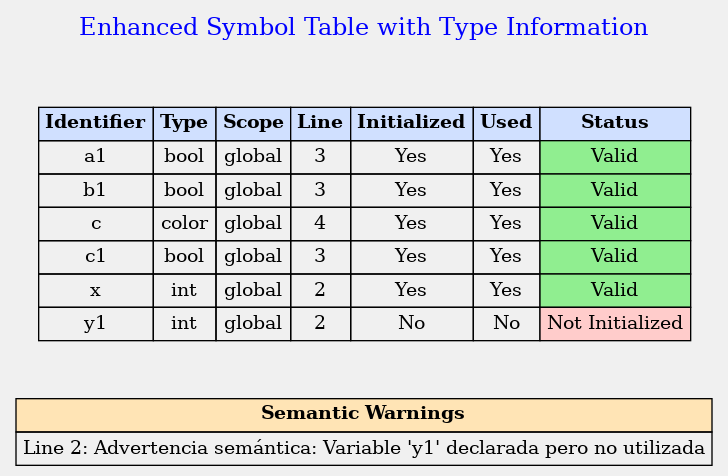 Enhanced Symbol Table with Type Information
Identifier Type Scope Line Initialized Used Status
a1 bool global 3 Yes Yes Valid
b1 bool global 3 Yes Yes Valid
c color global 4 Yes Yes Valid
c1 bool global 3 Yes Yes Valid
x int global 2 Yes Yes Valid
y1 int global 2 No No Not Initialized
Semantic Warnings
Line 2: Advertencia semántica: Variable 'y1' declarada pero no utilizada